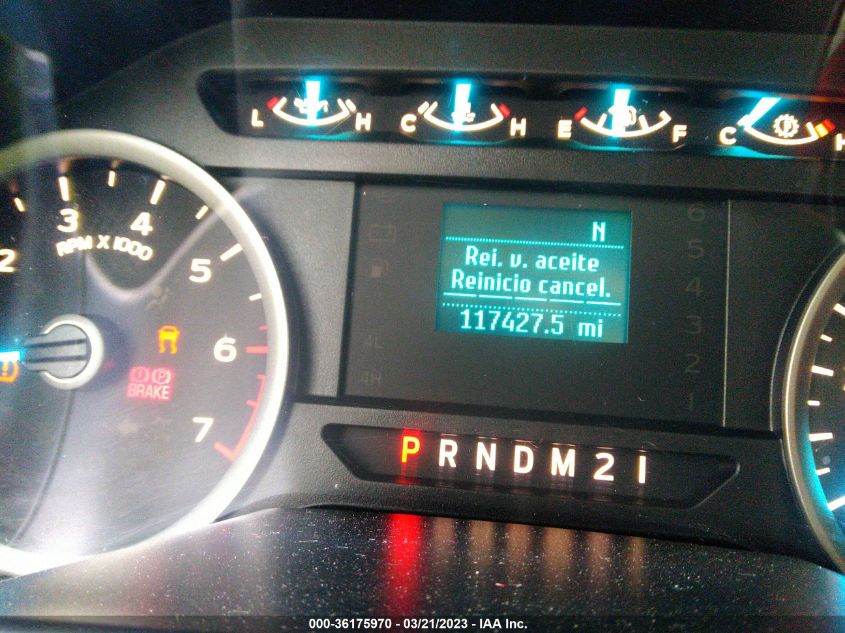 L H C H E F C H
2 3 4 5 6 7
RPM X 1000
BRAKE
4L
4H
N
Rei. v. aceite
Reinicio cancel.
117427.5 mi
6
5
4
3
2
1
P R N D M 2 1
000-36175970 - 03/21/2023 - IAA Inc.